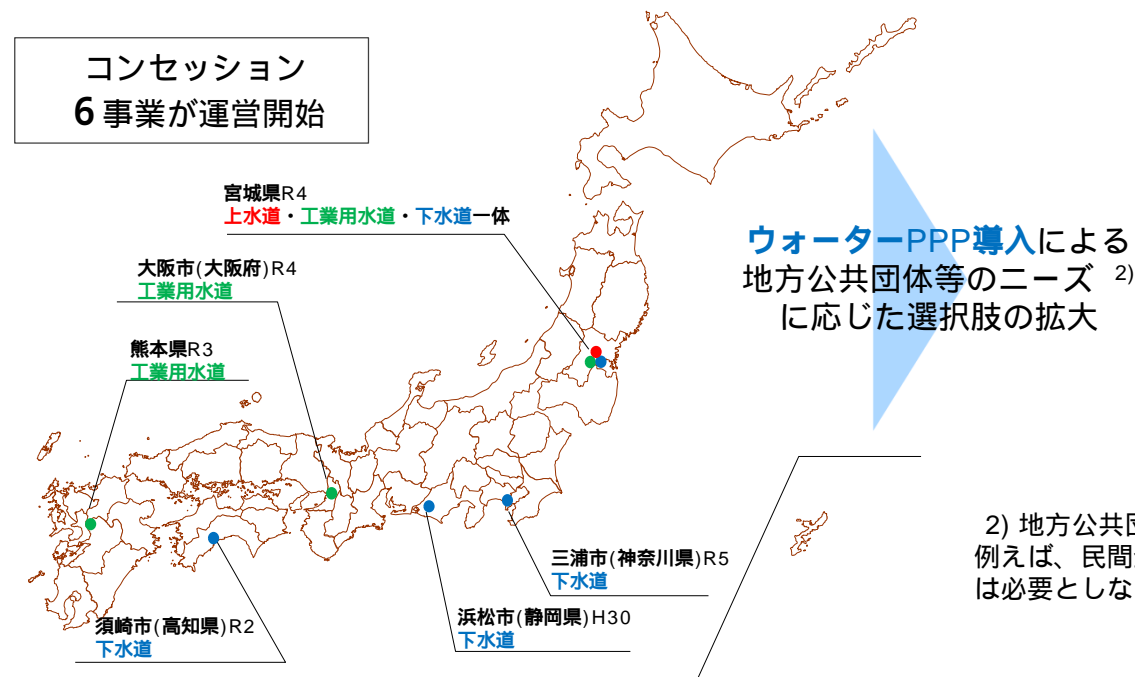 コンセッション
6事業が運営開始
宮城県R4
上水道・工業用水道・下水道一体
大阪市(大阪府)R4
工業用水道
熊本県R3
工業用水道
ウォーターPPP導入による
地方公共団体等のニーズ 2)
に応じた選択肢の拡大
三浦市(神奈川県)R5
下水道
浜松市(静岡県)H30
下水道
須崎市(高知県)R2
下水道
2) 地方公共団
例えば、民間
は必要としな